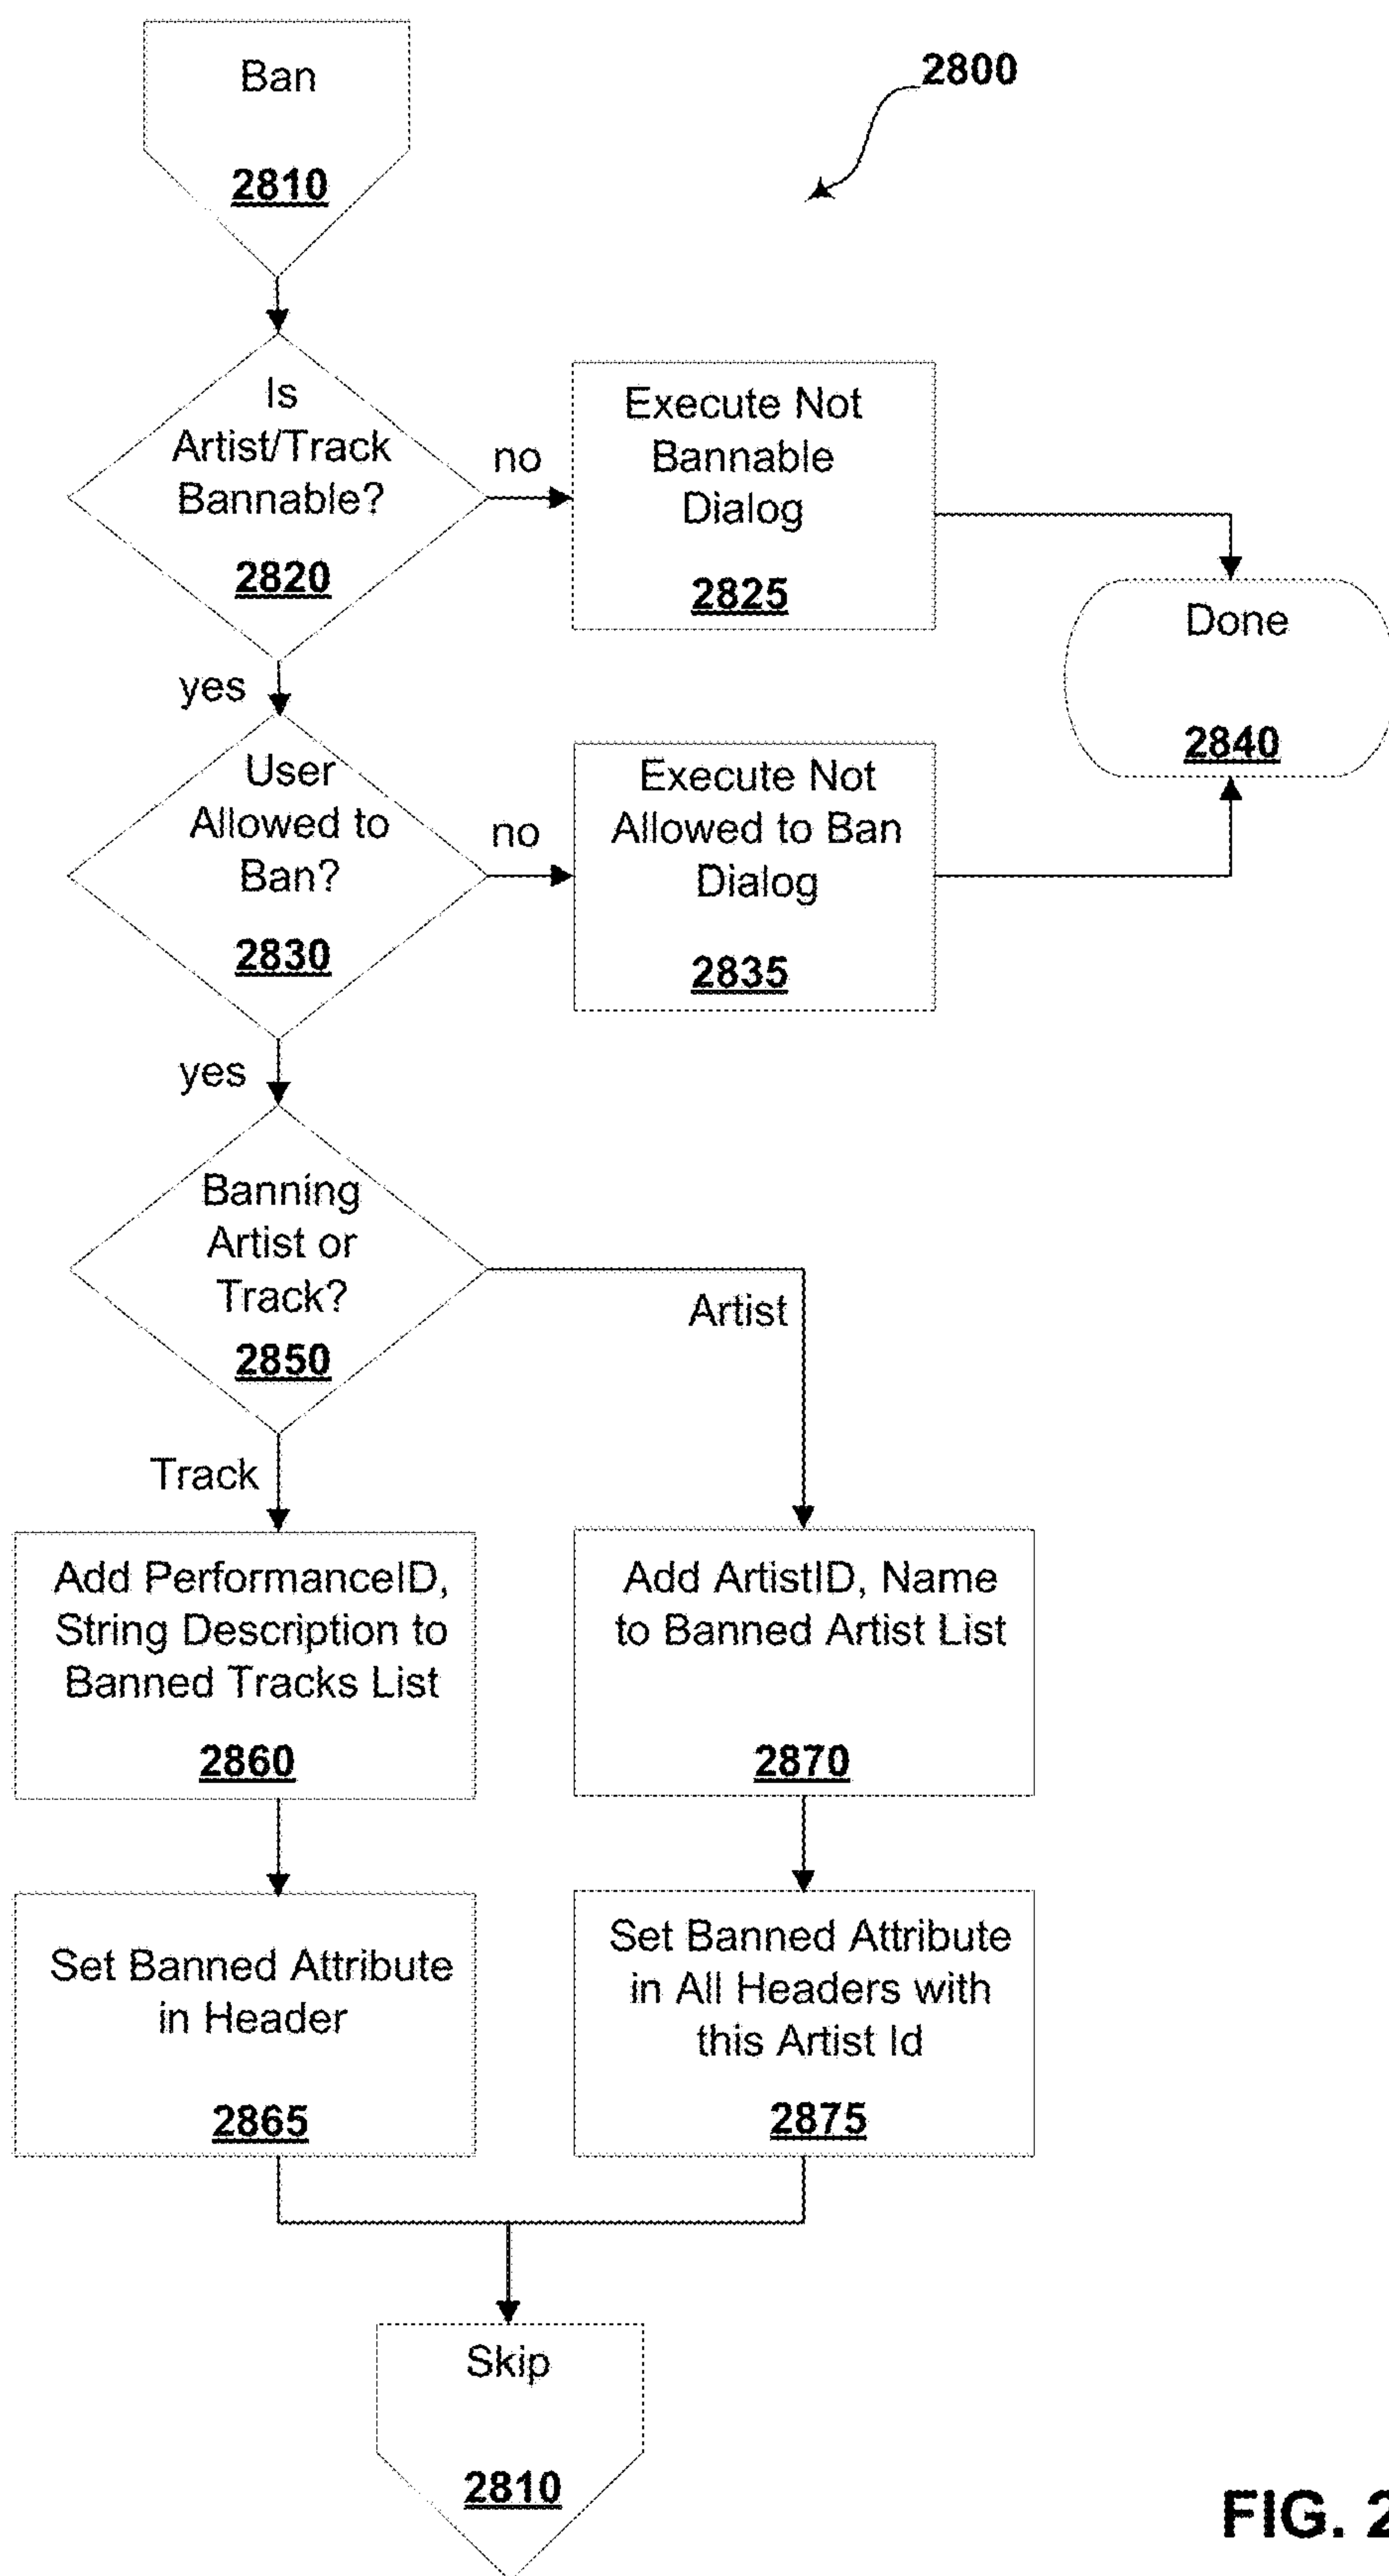 Ban
2810
2800
Is
Artist/Track
Bannable?
2820
no
Execute Not
Bannable
Dialog
2825
Done
2840
yes
User
Allowed to
Ban?
2830
no
Execute Not
Allowed to Ban
Dialog
2835
yes
Banning
Artist or
Track?
2850
Artist
Track
Add PerformanceID,
String Description to
Banned Tracks List
2860
Add ArtistID, Name
to Banned Artist List
2870
Set Banned Attribute
in Header
2865
Set Banned Attribute
in All Headers with
this Artist Id
2875
Skip
2810
FIG. 2